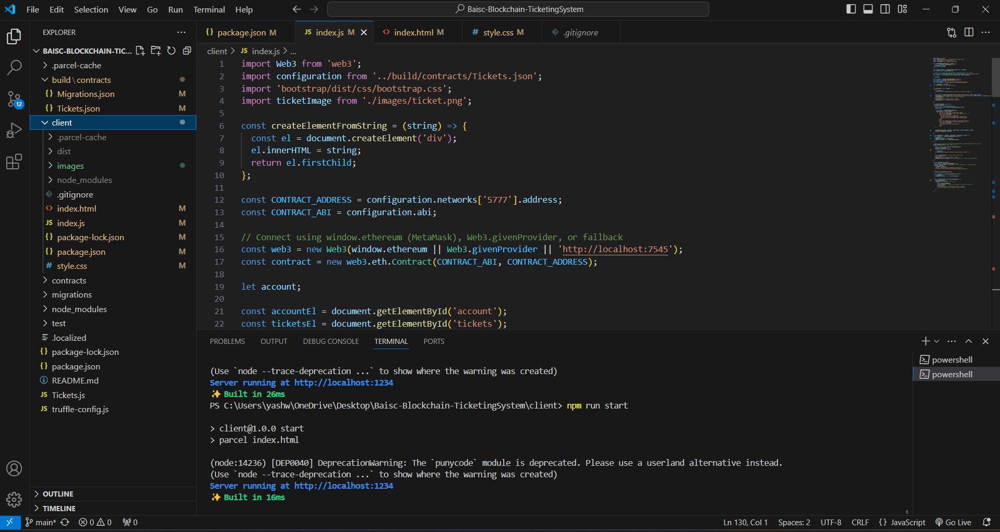 File Edit Selection View Go Run Terminal Help
Baisc-Blockchain-TicketingSystem
EXPLORER
BAISC-BLOCKCHAIN-TIC...
.parcel-cache
build\contracts
Migrations.json M
Tickets.json M
client
.parcel-cache
dist
images
node_modules
.gitignore
index.html M
index.js M
package-lock.json M
package.json M
style.css M
contracts
migrations
node_modules
test
.localized
package-lock.json
package.json
README.md
Tickets.js
truffle-config.js
OUTLINE
TIMELINE
12
package.json M
index.js M
index.html M
style.css M
.gitignore
client > JS index.js > ...
1 import Web3 from 'web3';
2 import configuration from '../build/contracts/Tickets.json';
3 import 'bootstrap/dist/css/bootstrap.css';
4 import ticketImage from './images/ticket.png';
5
6 const createElementFromString = (string) => {
7 const el = document.createElement('div');
8 el.innerHTML = string;
9 return el.firstChild;
10 };
11
12 const CONTRACT_ADDRESS = configuration.networks['5777'].address;
13 const CONTRACT_ABI = configuration.abi;
14
15 // Connect using window.ethereum (MetaMask), Web3.givenProvider, or fallback
16 const web3 = new Web3(window.ethereum || Web3.givenProvider || 'http://localhost:7545');
17 const contract = new web3.eth.Contract(CONTRACT_ABI, CONTRACT_ADDRESS);
18
19 let account;
20
21 const accountEl = document.getElementById('account');
22 const ticketsEl = document.getElementById('tickets');
PROBLEMS OUTPUT DEBUG CONSOLE TERMINAL PORTS
powershell
powershell
(Use `node --trace-deprecation ...` to show where the warning was created)
Server running at http://localhost:1234
✨ Built in 26ms
PS C:\Users\yashw\OneDrive\Desktop\Baisc-Blockchain-TicketingSystem\client> npm run start
> client@1.0.0 start
> parcel index.html
(node:14236) [DEP0040] DeprecationWarning: The `punycode` module is deprecated. Please use a userland alternative instead.
(Use `node --trace-deprecation ...` to show where the warning was created)
Server running at http://localhost:1234
✨ Built in 16ms
main* 0 0 0 Ln 130, Col 1 Spaces: 2 UTF-8 CRLF {} JavaScript Go Live